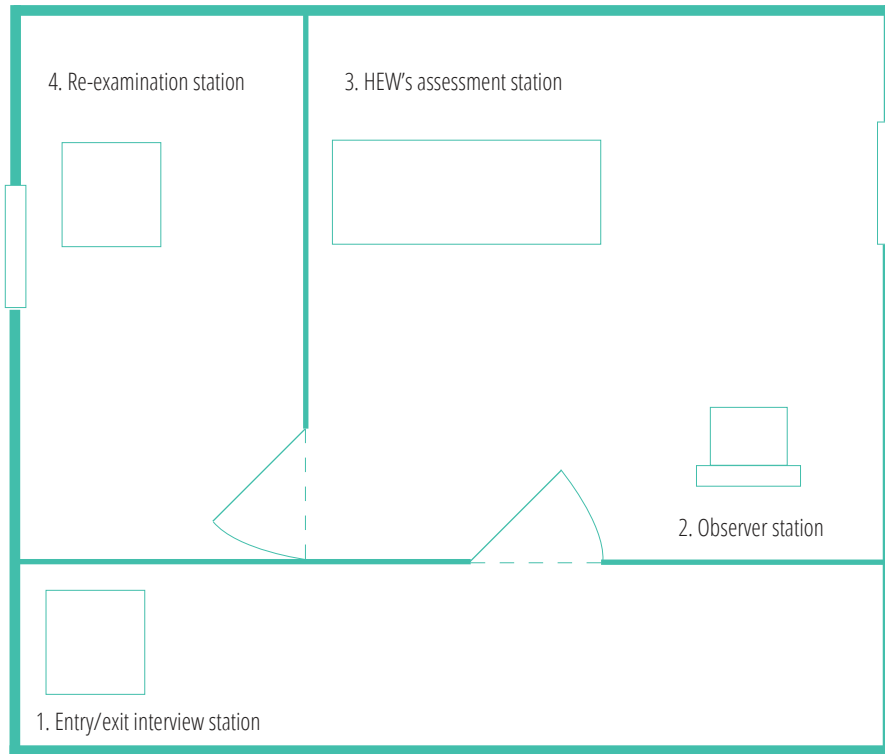 4. Re-examination station
3. HEW’s assessment station
2. Observer station
1. Entry/exit interview station